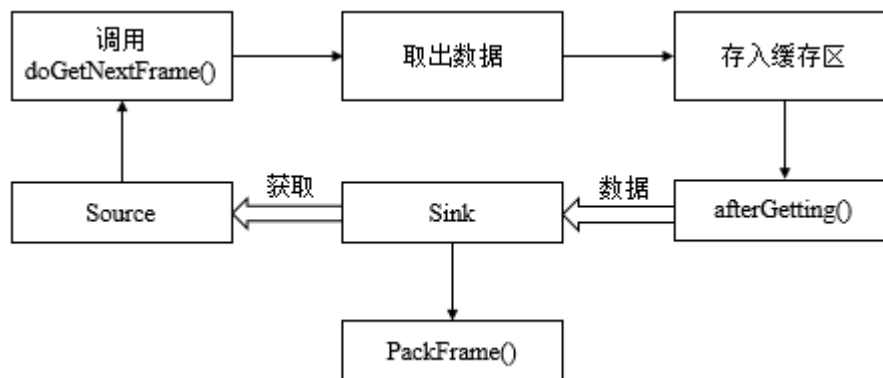 调用
doGetNextFrame()
取出数据
存入缓存区
Source
获取
Sink
数据
afterGetting()
PackFrame()